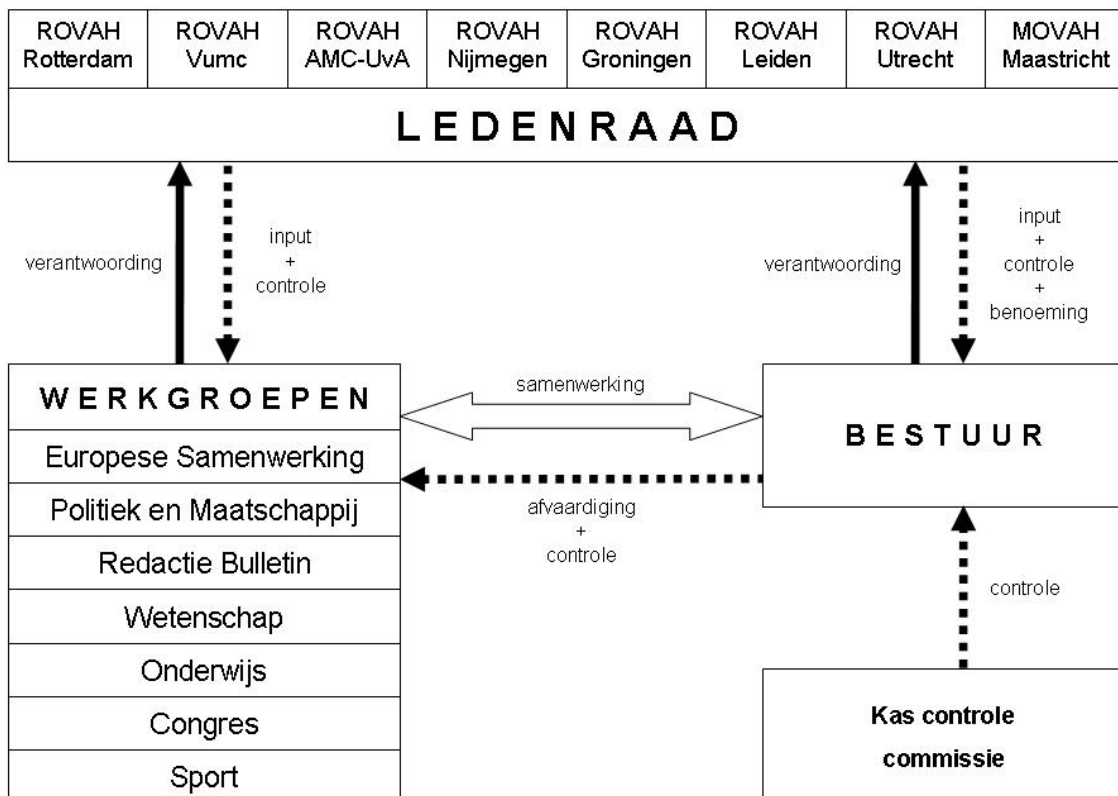 ROVAH
Rotterdam
ROVAH
Vumc
ROVAH
AMC-UvA
ROVAH
Nijmegen
ROVAH
Groningen
ROVAH
Leiden
ROVAH
Utrecht
MOVAH
Maastricht
LEDENRAAD
verantwoording
input
+
controle
verantwoording
input
+
controle
+
benoeming
WERKGROEPEN
Europese Samenwerking
Politiek en Maatschappij
Redactie Bulletin
Wetenschap
Onderwijs
Congres
Sport
samenwerking
afvaardiging
+
controle
BESTUUR
controle
Kas controle
commissie